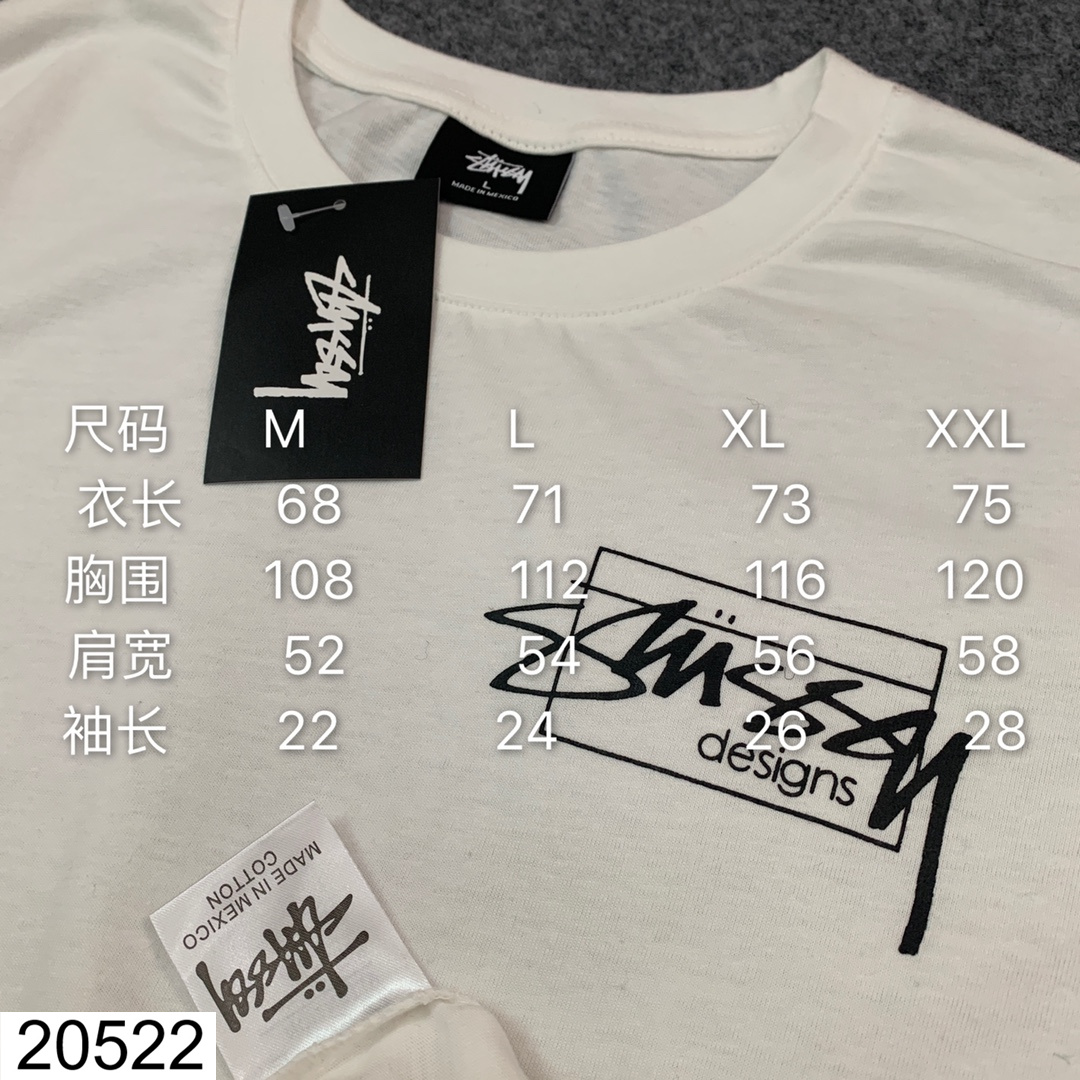 Stüssy
L
MADE IN MEXICO
Stüssy
尺码 M L XL XXL
衣长 68 71 73 75
胸围 108 112 116 120
肩宽 52 54 56 58
袖长 22 24 26 28
Stüssy
designs
MADE IN MEXICO
COTTON
Stüssy
20522